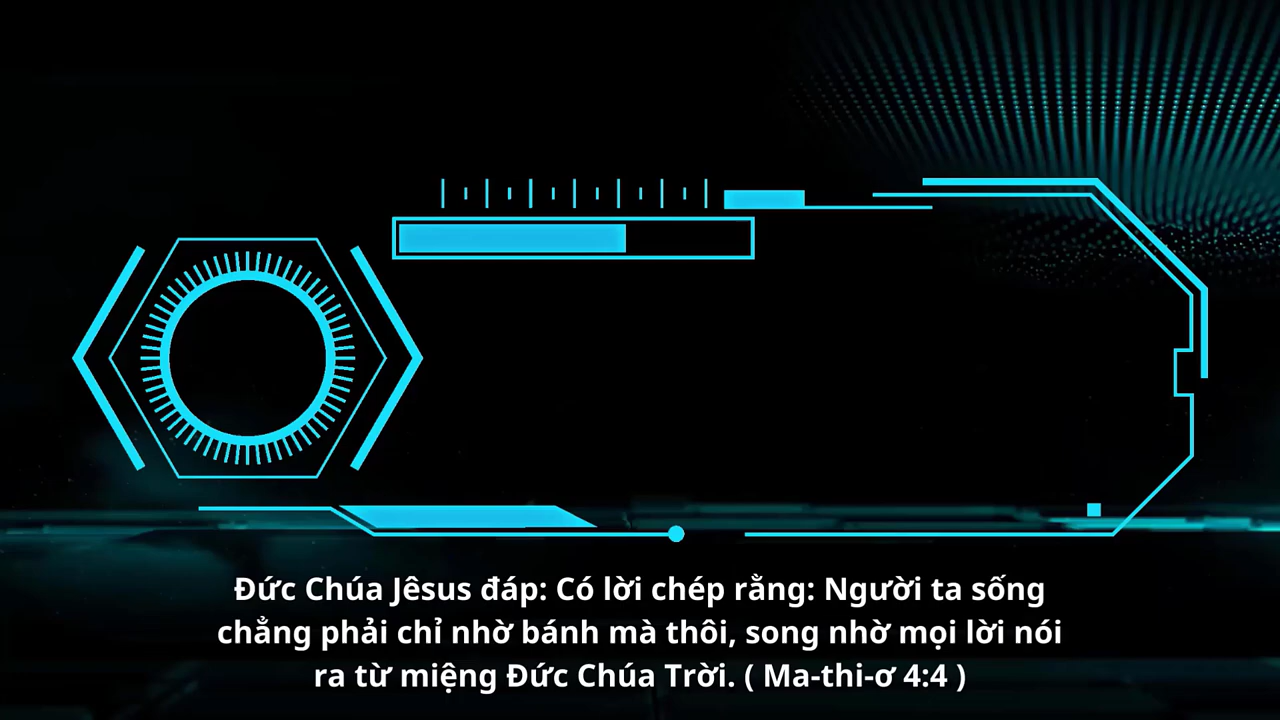 Đức Chúa Jêsus đáp: Có lời chép rằng: Người ta sống
chẳng phải chỉ nhờ bánh mà thôi, song nhờ mọi lời nói
ra từ miệng Đức Chúa Trời. ( Ma-thi-ơ 4:4 )